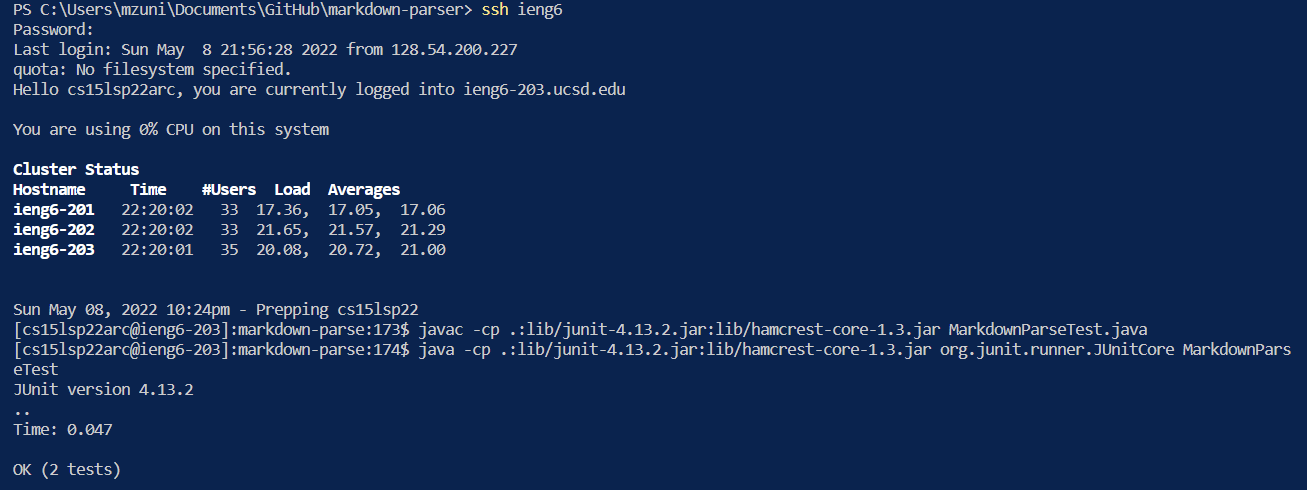 PS C:\Users\mzuni\Documents\GitHub\markdown-parser> ssh ieng6
Password:
Last login: Sun May  8 21:56:28 2022 from 128.54.200.227
quota: No filesystem specified.
Hello cs15lsp22arc, you are currently logged into ieng6-203.ucsd.edu
You are using 0% CPU on this system
Cluster Status
Hostname     Time    #Users  Load  Averages
ieng6-201   22:20:02   33  17.36,  17.05,  17.06
ieng6-202   22:20:02   33  21.65,  21.57,  21.29
ieng6-203   22:20:01   35  20.08,  20.72,  21.00
Sun May 08, 2022 10:24pm - Prepping cs15lsp22
[cs15lsp22arc@ieng6-203]:markdown-parse:173$ javac -cp .:lib/junit-4.13.2.jar:lib/hamcrest-core-1.3.jar MarkdownParseTest.java
[cs15lsp22arc@ieng6-203]:markdown-parse:174$ java -cp .:lib/junit-4.13.2.jar:lib/hamcrest-core-1.3.jar org.junit.runner.JUnitCore MarkdownPars
eTest
JUnit version 4.13.2
..
Time: 0.047
OK (2 tests)